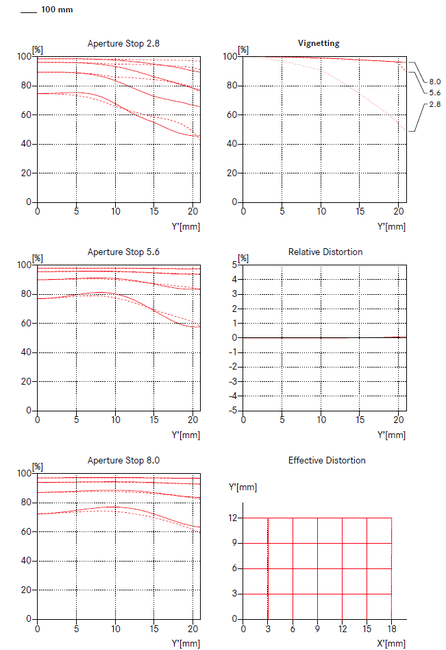 100 mm
Aperture Stop 2.8
[%]
100
80
60
40
20
0
0 5 10 15 20
Y'[mm]
Vignetting
[%]
100
80
60
40
20
0
0 5 10 15 20
Y'[mm]
8.0
5.6
2.8
Aperture Stop 5.6
[%]
100
80
60
40
20
0
0 5 10 15 20
Y'[mm]
Relative Distortion
[%]
5
4
3
2
1
0
-1
-2
-3
-4
-5
0 5 10 15 20
Y'[mm]
Aperture Stop 8.0
[%]
100
80
60
40
20
0
0 5 10 15 20
Y'[mm]
Effective Distortion
Y'[mm]
12
9
6
3
0
0 3 6 9 12 15 18
X'[mm]